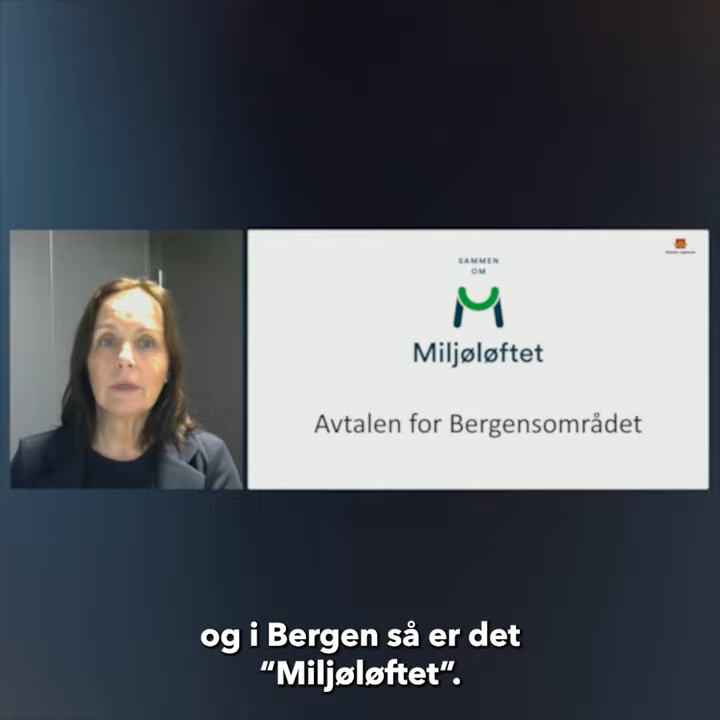 SAMMEN
OM
Miljøløftet
Avtalen for Bergensområdet
og i Bergen så er det
“Miljøløftet”.